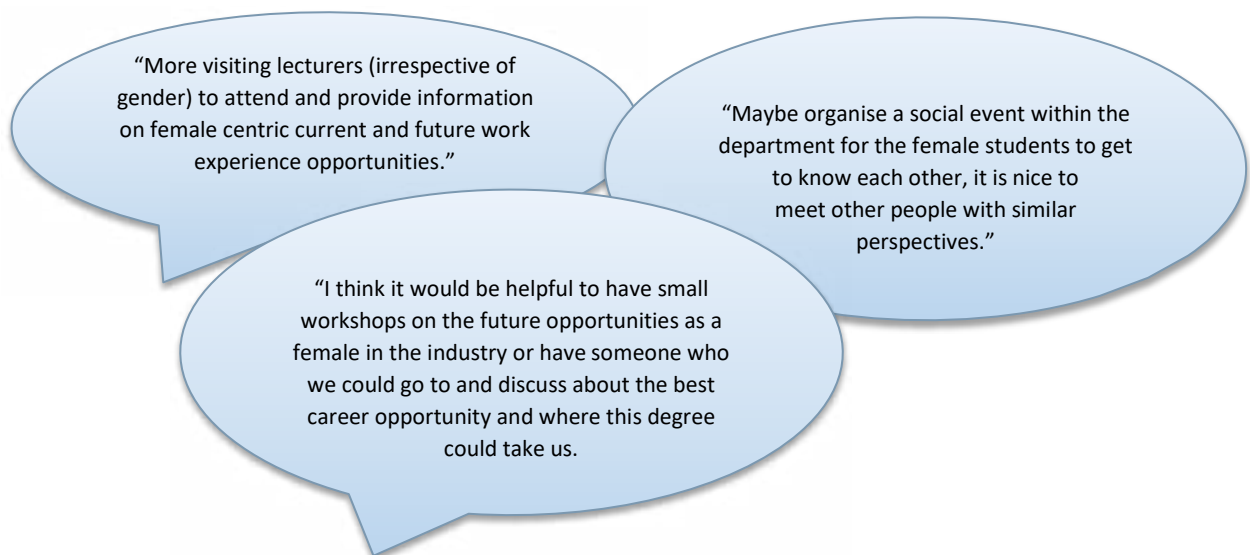 “More visiting lecturers (irrespective of
gender) to attend and provide information
on female centric current and future work
experience opportunities.”
“Maybe organise a social event within the
department for the female students to get
to know each other, it is nice to
meet other people with similar
perspectives.”
“I think it would be helpful to have small
workshops on the future opportunities as a
female in the industry or have someone who
we could go to and discuss about the best
career opportunity and where this degree
could take us.